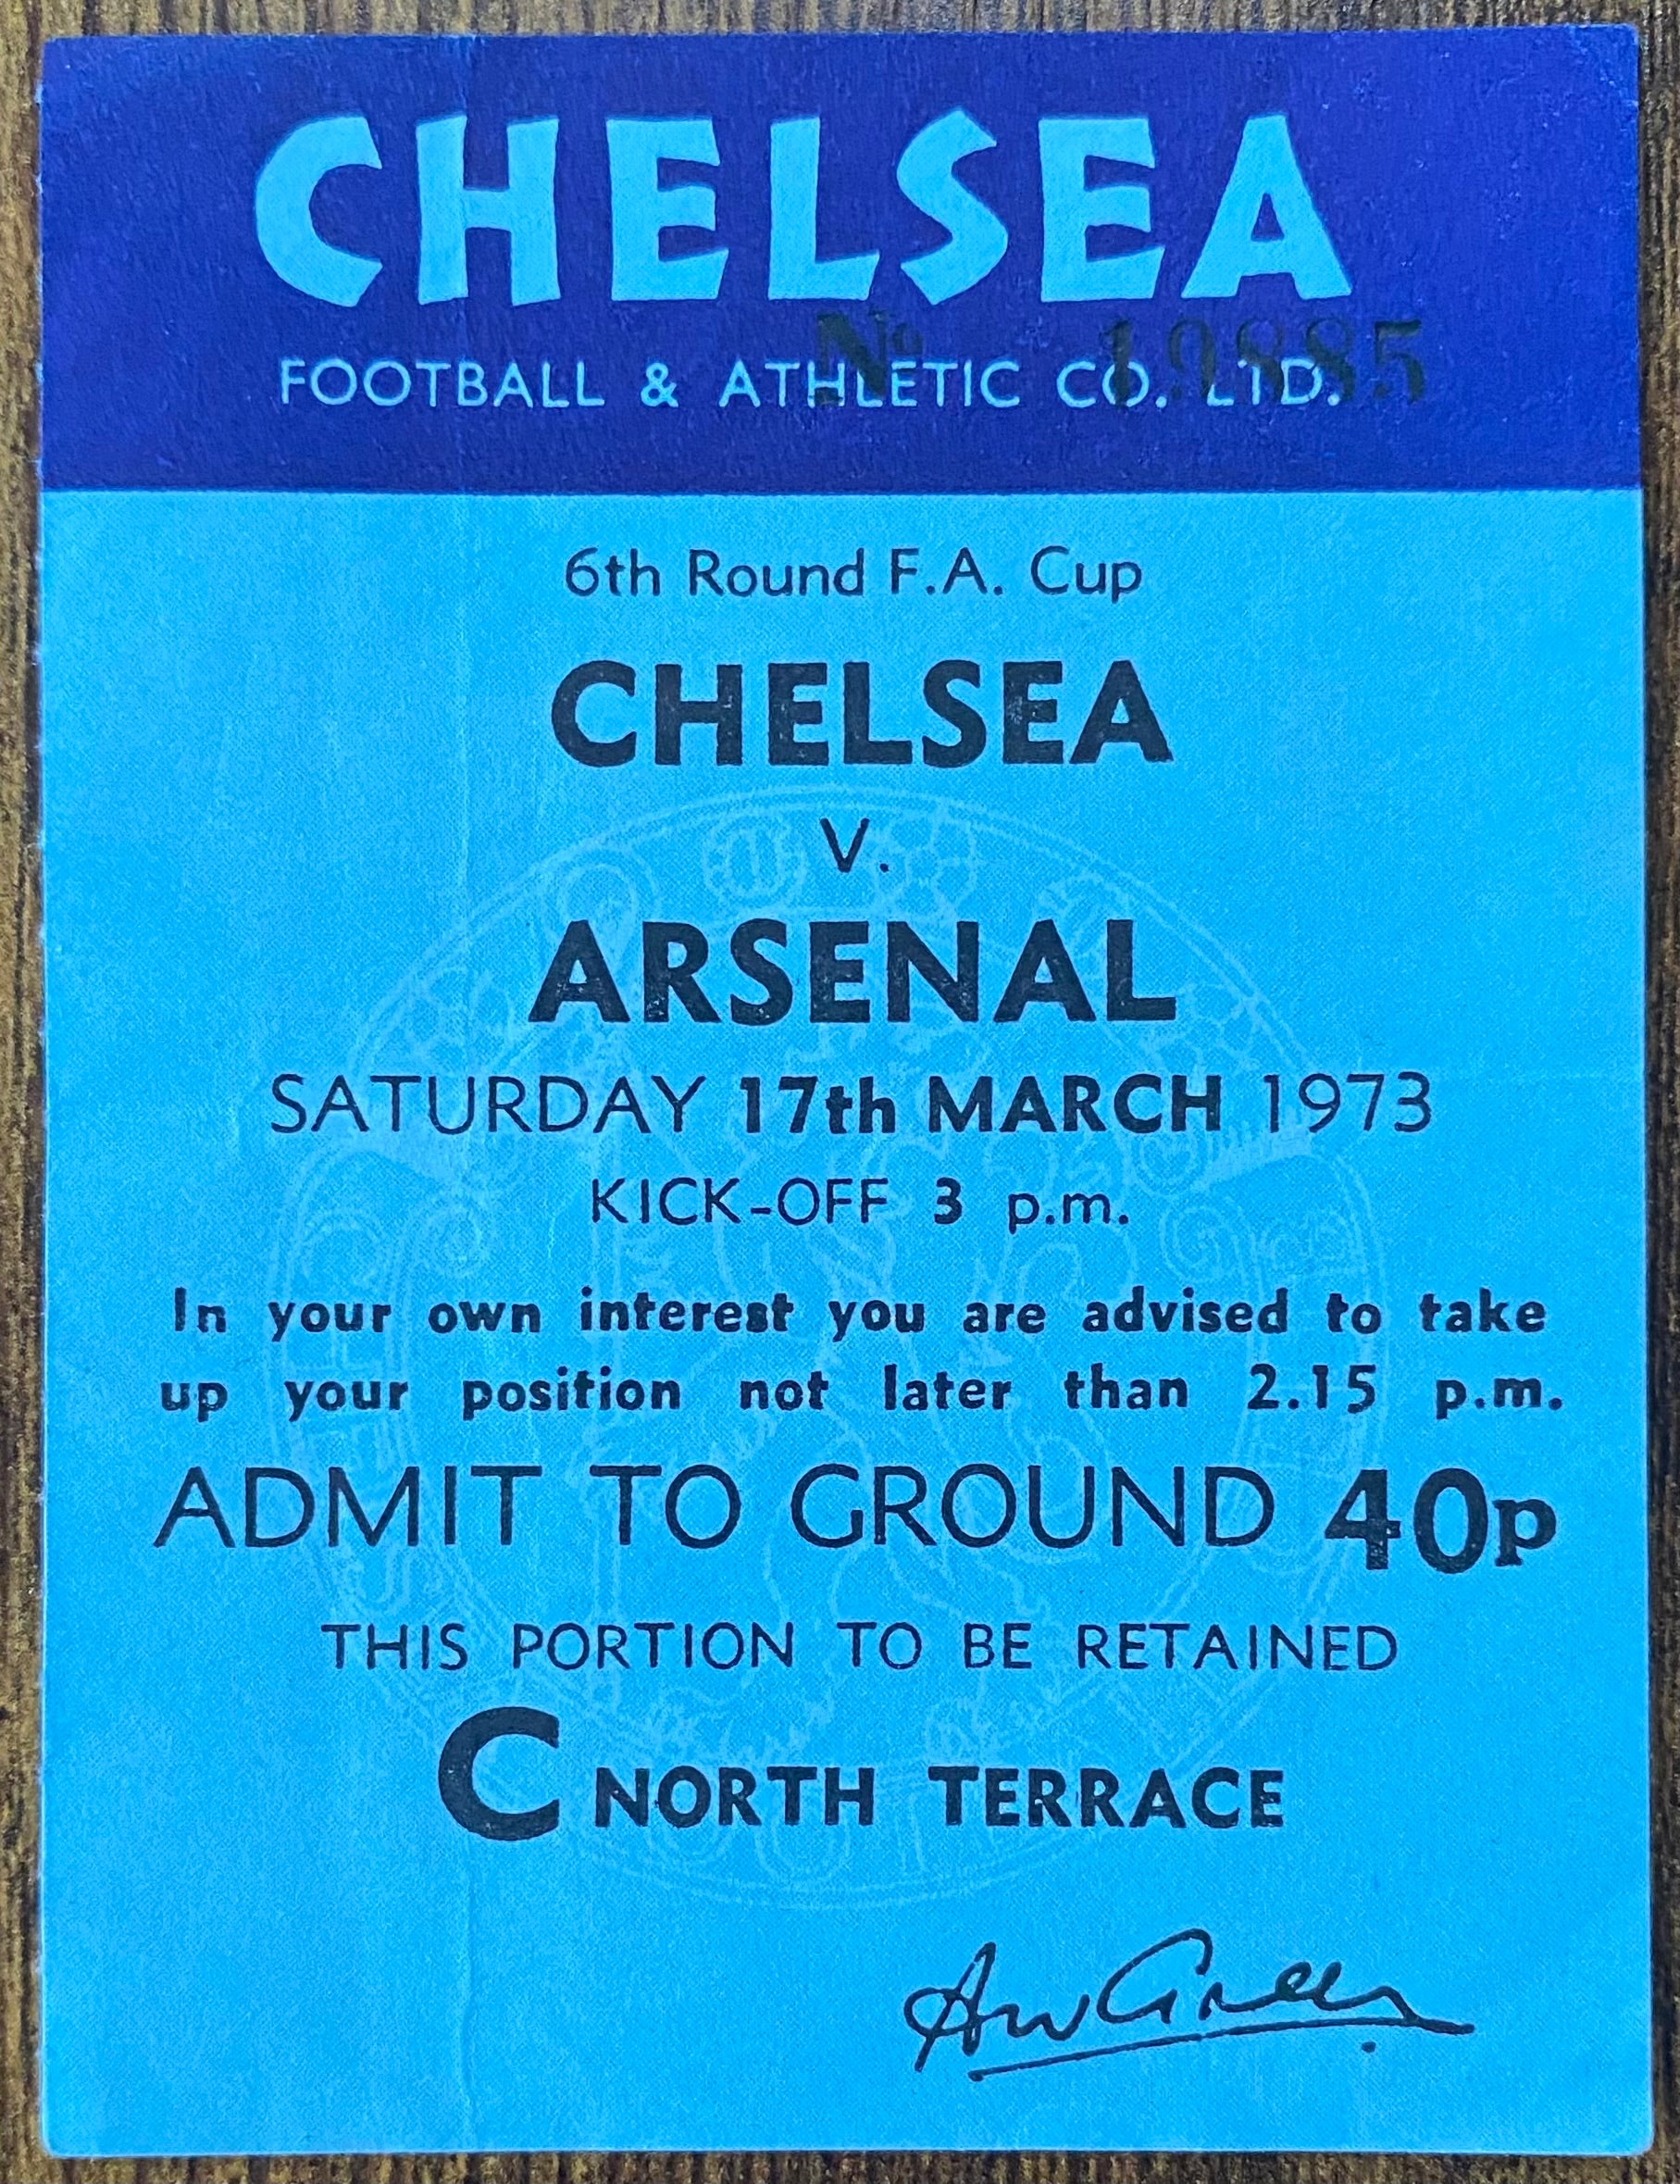 CHELSEA
Nº 19885
FOOTBALL & ATHLETIC CO. LTD.
6th Round F.A. Cup
CHELSEA
V.
ARSENAL
SATURDAY 17th MARCH 1973
KICK-OFF 3 p.m.
In your own interest you are advised to take
up your position not later than 2.15 p.m.
ADMIT TO GROUND 40p
THIS PORTION TO BE RETAINED
C NORTH TERRACE